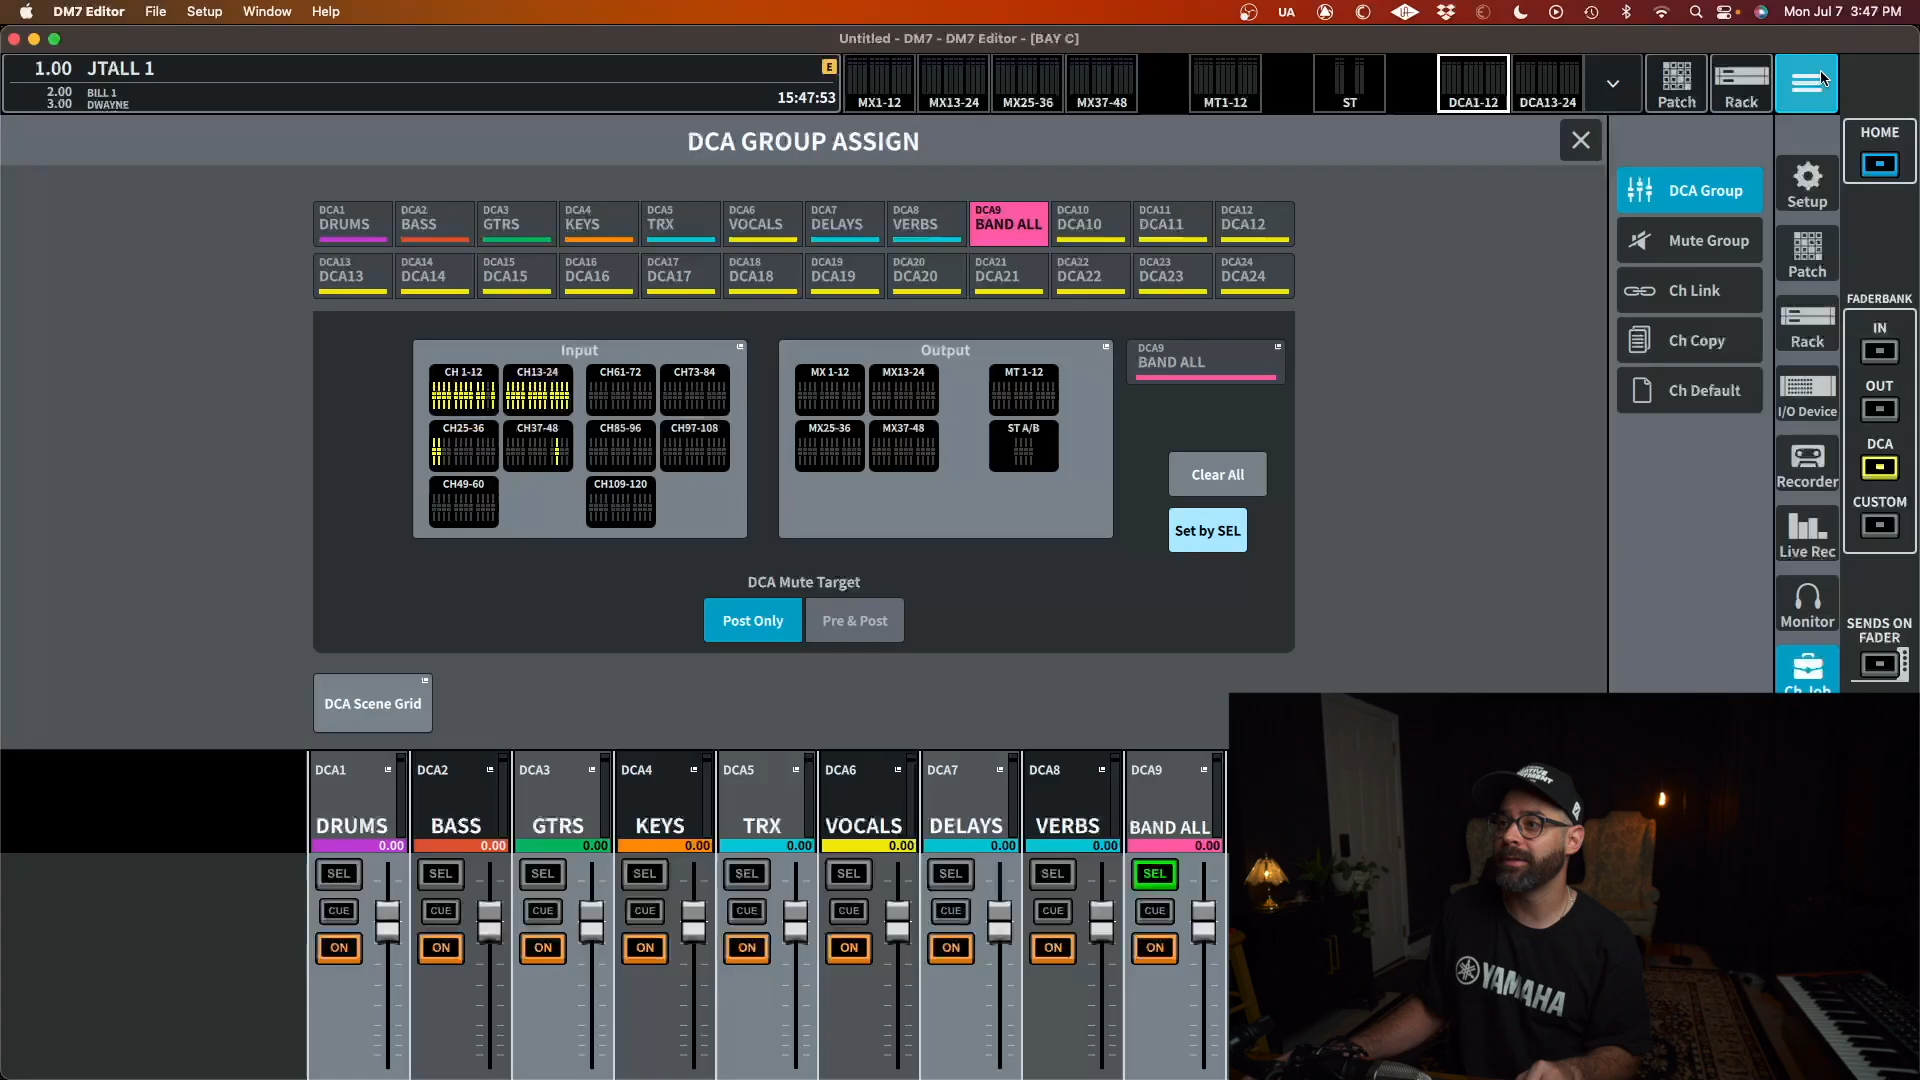 DM7 Editor File Setup Window Help
UA
Mon Jul 7 3:47 PM
Untitled - DM7 - DM7 Editor - [BAY C]
1.00 JTALL 1
E
2.00 BILL 1
3.00 DWAYNE
15:47:53
MX1-12 MX13-24 MX25-36 MX37-48 MT1-12 ST DCA1-12 DCA13-24 Patch Rack
DCA GROUP ASSIGN
DCA1 DCA2 DCA3 DCA4 DCA5 DCA6 DCA7 DCA8 DCA9 DCA10 DCA11 DCA12
DRUMS BASS GTRS KEYS TRX VOCALS DELAYS VERBS BAND ALL DCA10 DCA11 DCA12
DCA13 DCA14 DCA15 DCA16 DCA17 DCA18 DCA19 DCA20 DCA21 DCA22 DCA23 DCA24
DCA13 DCA14 DCA15 DCA16 DCA17 DCA18 DCA19 DCA20 DCA21 DCA22 DCA23 DCA24
Input
CH 1-12 CH13-24 CH61-72 CH73-84
CH25-36 CH37-48 CH85-96 CH97-108
CH49-60 CH109-120
Output
MX 1-12 MX13-24 MT 1-12
MX25-36 MX37-48 ST A/B
DCA9
BAND ALL
Clear All
Set by SEL
DCA Mute Target
Post Only Pre & Post
DCA Scene Grid
DCA Group
Mute Group
Ch Link
Ch Copy
Ch Default
Setup
Patch
Rack
I/O Device
Recorder
Live Rec
Monitor
Ch Job
HOME
FADERBANK
IN
OUT
DCA
CUSTOM
SENDS ON
FADER
DCA1 DCA2 DCA3 DCA4 DCA5 DCA6 DCA7 DCA8 DCA9
DRUMS BASS GTRS KEYS TRX VOCALS DELAYS VERBS BAND ALL
0.00 0.00 0.00 0.00 0.00 0.00 0.00 0.00 0.00
SEL SEL SEL SEL SEL SEL SEL SEL SEL
CUE CUE CUE CUE CUE CUE CUE CUE CUE
ON ON ON ON ON ON ON ON ON
YAMAHA